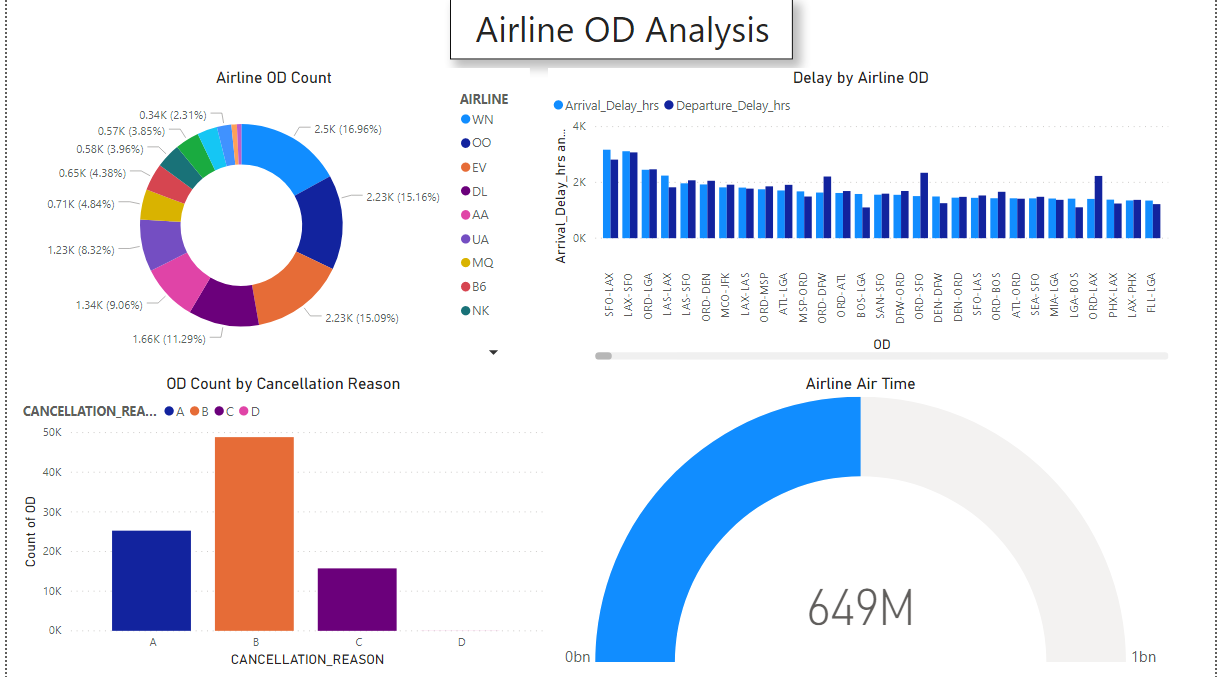 Airline OD Analysis
Airline OD Count
0.34K (2.31%)
0.57K (3.85%)
0.58K (3.96%)
0.65K (4.38%)
0.71K (4.84%)
1.23K (8.32%)
1.34K (9.06%)
1.66K (11.29%)
2.5K (16.96%)
2.23K (15.16%)
2.23K (15.09%)
AIRLINE
WN
OO
EV
DL
AA
UA
MQ
B6
NK
Delay by Airline OD
Arrival_Delay_hrs Departure_Delay_hrs
Arrival_Delay_hrs an...
4K
2K
0K
SFO-LAX
LAX-SFO
ORD-LGA
LAS-LAX
LAS-SFO
ORD-DEN
MCO-JFK
LAX-LAS
ORD-MSP
ATL-LGA
MSP-ORD
ORD-DFW
ORD-ATL
BOS-LGA
SAN-SFO
DFW-ORD
ORD-SFO
DEN-DFW
DEN-ORD
SFO-LAS
ORD-BOS
ATL-ORD
SEA-SFO
MIA-LGA
LGA-BOS
ORD-LAX
PHX-LAX
LAX-PHX
FLL-LGA
OD
OD Count by Cancellation Reason
CANCELLATION_REA... A B C D
Count of OD
50K
40K
30K
20K
10K
0K
A B C D
CANCELLATION_REASON
Airline Air Time
649M
0bn 1bn